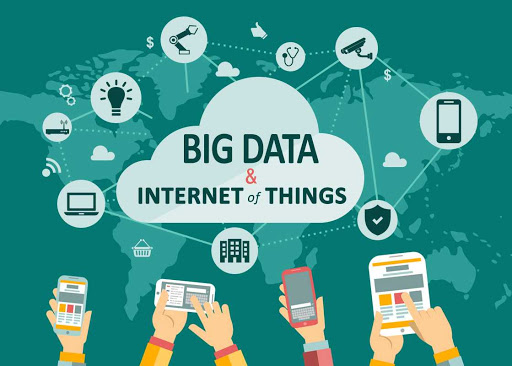 BIG DATA
&
INTERNET of THINGS